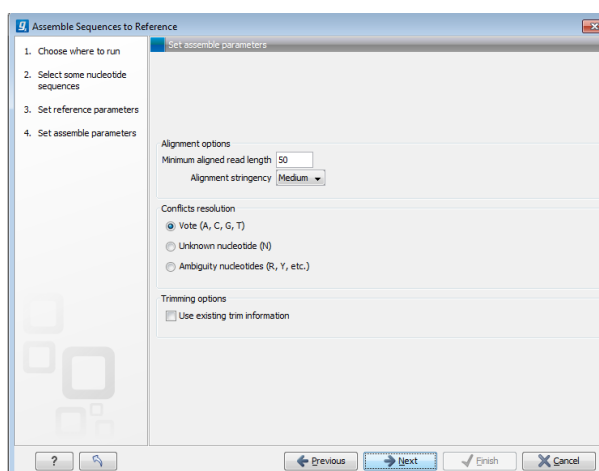 Assemble Sequences to Reference
1. Choose where to run
2. Select some nucleotide
sequences
3. Set reference parameters
4. Set assemble parameters
Set assemble parameters
Alignment options
Minimum aligned read length 50
Alignment stringency Medium
Conflicts resolution
Vote (A, C, G, T)
Unknown nucleotide (N)
Ambiguity nucleotides (R, Y, etc.)
Trimming options
Use existing trim information
? Previous Next Finish Cancel